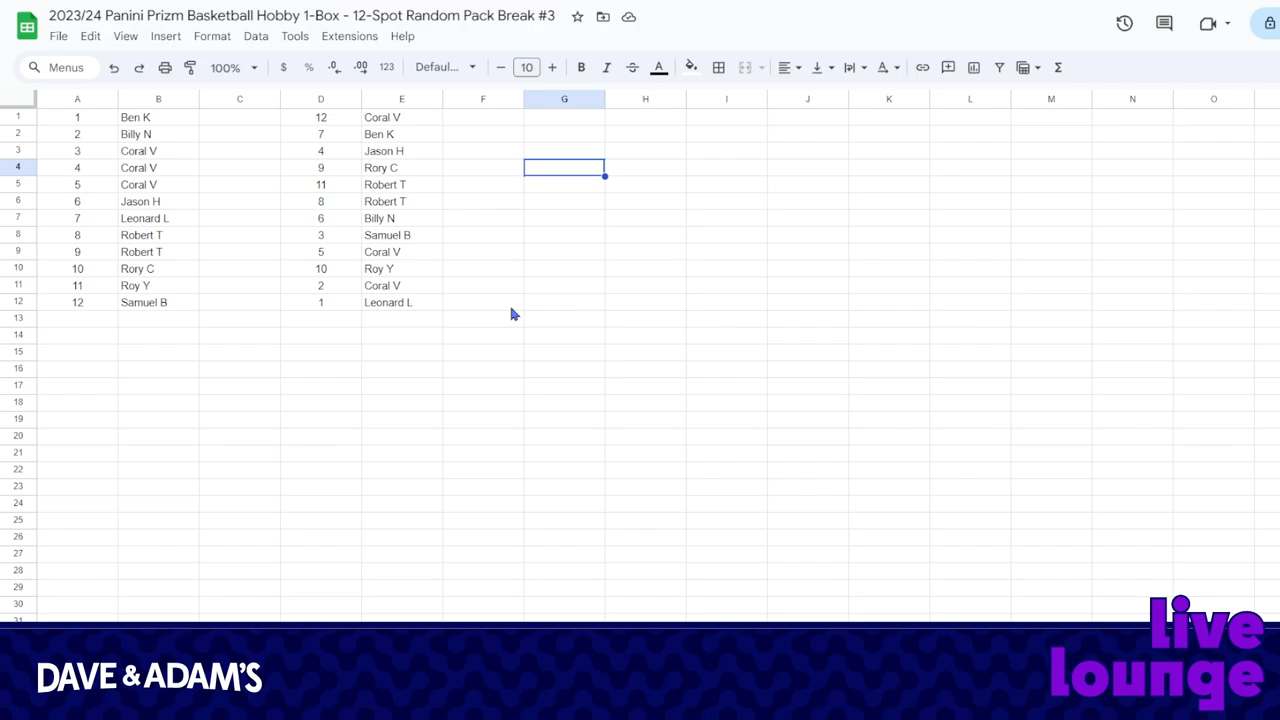 2023/24 Panini Prizm Basketball Hobby 1-Box - 12-Spot Random Pack Break #3
File Edit View Insert Format Data Tools Extensions Help
Menus 100% $ % .0 .00 123 Defaul... 10 B I S A Σ
A B C D E F G H I J K L M N O
1 1 Ben K 12 Coral V
2 2 Billy N 7 Ben K
3 3 Coral V 4 Jason H
4 4 Coral V 9 Rory C
5 5 Coral V 11 Robert T
6 6 Jason H 8 Robert T
7 7 Leonard L 6 Billy N
8 8 Robert T 3 Samuel B
9 9 Robert T 5 Coral V
10 10 Rory C 10 Roy Y
11 11 Roy Y 2 Coral V
12 12 Samuel B 1 Leonard L
13
14
15
16
17
18
19
20
21
22
23
24
25
26
27
28
29
30
31
live
lounge
DAVE & ADAM'S